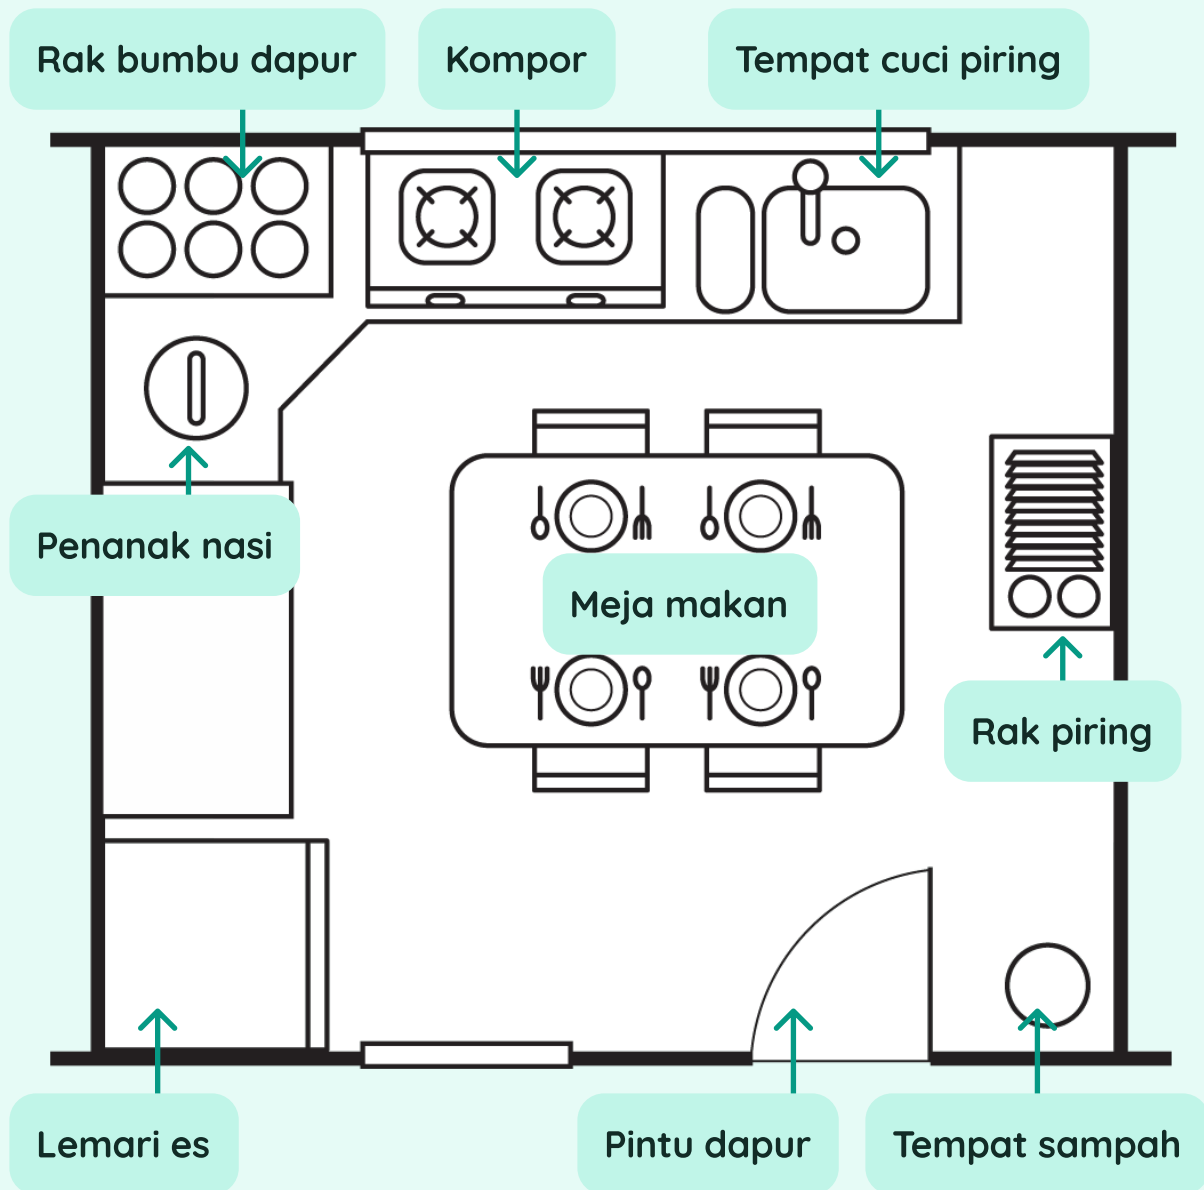 Rak bumbu dapur
Kompor
Tempat cuci piring
Penanak nasi
Meja makan
Rak piring
Lemari es
Pintu dapur
Tempat sampah